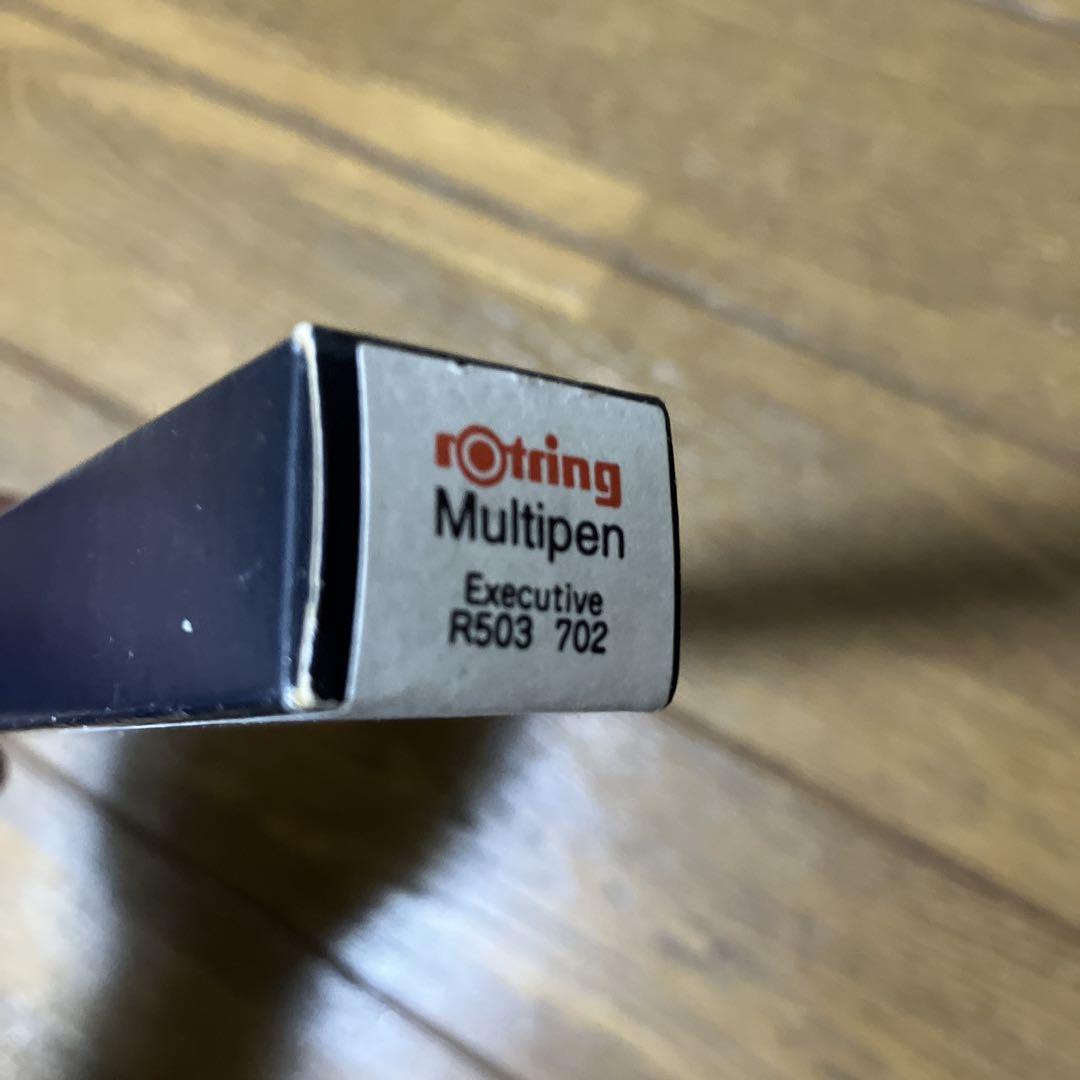 rotring
Multipen
Executive
R503 702